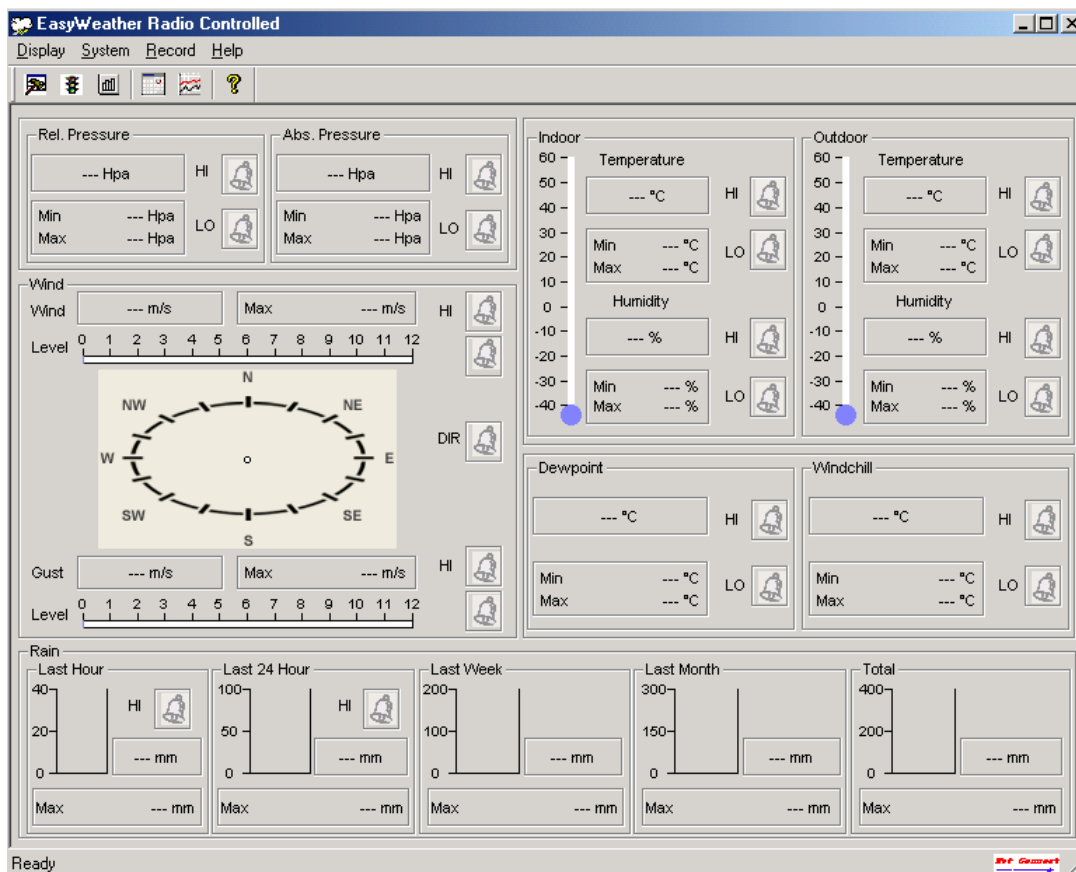 EasyWeather Radio Controlled
Display System Record Help
Rel. Pressure
--- Hpa
HI
Min --- Hpa
Max --- Hpa
LO
Abs. Pressure
--- Hpa
HI
Min --- Hpa
Max --- Hpa
LO
Wind
Wind --- m/s Max --- m/s HI
Level 0 1 2 3 4 5 6 7 8 9 10 11 12
N
NW NE
W E
SW SE
S
DIR
Gust --- m/s Max --- m/s HI
Level 0 1 2 3 4 5 6 7 8 9 10 11 12
Indoor
60
50
40
30
20
10
0
-10
-20
-30
-40
Temperature
--- °C
HI
Min --- °C
Max --- °C
LO
Humidity
--- %
HI
Min --- %
Max --- %
LO
Outdoor
60
50
40
30
20
10
0
-10
-20
-30
-40
Temperature
--- °C
HI
Min --- °C
Max --- °C
LO
Humidity
--- %
HI
Min --- %
Max --- %
LO
Dewpoint
--- °C
HI
Min --- °C
Max --- °C
LO
Windchill
--- °C
HI
Min --- °C
Max --- °C
LO
Rain
Last Hour
40
20
0
HI
--- mm
Max --- mm
Last 24 Hour
100
50
0
HI
--- mm
Max --- mm
Last Week
200
100
0
--- mm
Max --- mm
Last Month
300
150
0
--- mm
Max --- mm
Total
400
200
0
--- mm
Max --- mm
Ready